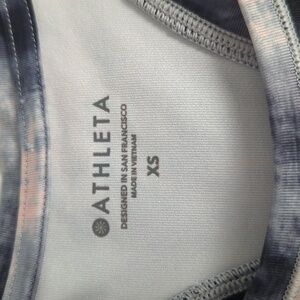 ATHLETA
DESIGNED IN SAN FRANCISCO
MADE IN VIETNAM
XS